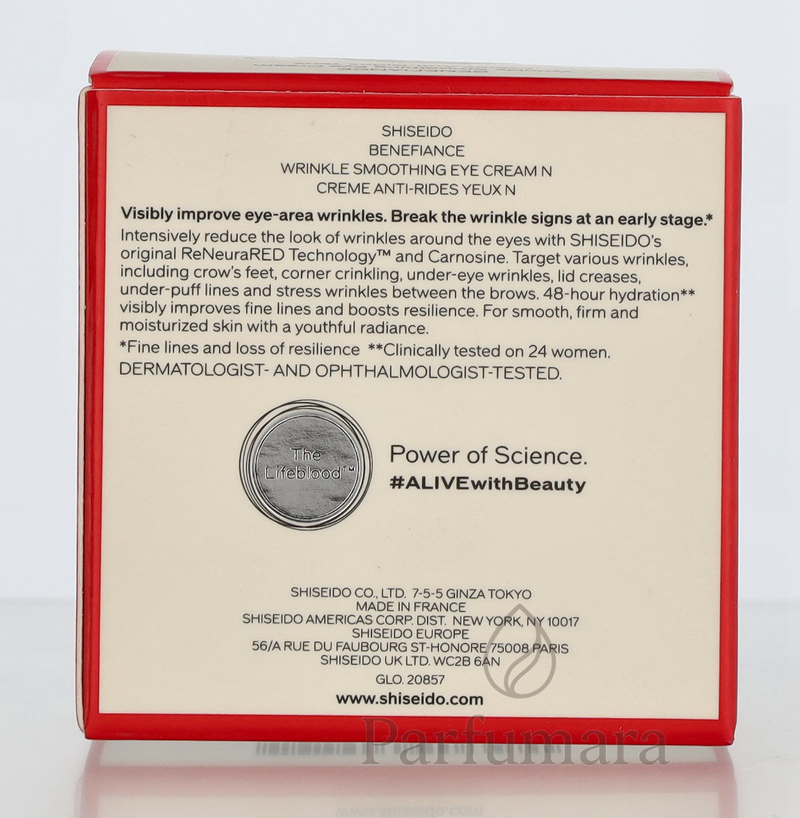 SHISEIDO
BENEFIANCE
WRINKLE SMOOTHING EYE CREAM N
CREME ANTI-RIDES YEUX N
Visibly improve eye-area wrinkles. Break the wrinkle signs at an early stage.*
Intensively reduce the look of wrinkles around the eyes with SHISEIDO's
original ReNeuraRED Technology™ and Carnosine. Target various wrinkles,
including crow's feet, corner crinkling, under-eye wrinkles, lid creases,
under-puff lines and stress wrinkles between the brows. 48-hour hydration**
visibly improves fine lines and boosts resilience. For smooth, firm and
moisturized skin with a youthful radiance.
*Fine lines and loss of resilience **Clinically tested on 24 women.
DERMATOLOGIST- AND OPHTHALMOLOGIST-TESTED.
The
Lifeblood™
Power of Science.
#ALIVEwithBeauty
SHISEIDO CO., LTD. 7-5-5 GINZA TOKYO
MADE IN FRANCE
SHISEIDO AMERICAS CORP. DIST. NEW YORK, NY 10017
SHISEIDO EUROPE
56/A RUE DU FAUBOURG ST-HONORE 75008 PARIS
SHISEIDO UK LTD. WC2B 6AN
GLO. 20857
www.shiseido.com
Parfumara